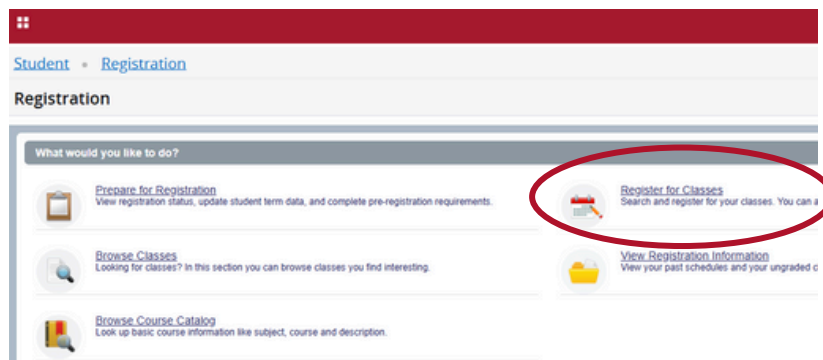 Student • Registration
Registration
What would you like to do?
Prepare for Registration
View registration status, update student term data, and complete pre-registration requirements.
Register for Classes
Search and register for your classes. You can a
Browse Classes
Looking for classes? In this section you can browse classes you find interesting.
View Registration Information
View your past schedules and your ungraded c
Browse Course Catalog
Look up basic course information like subject, course and description.